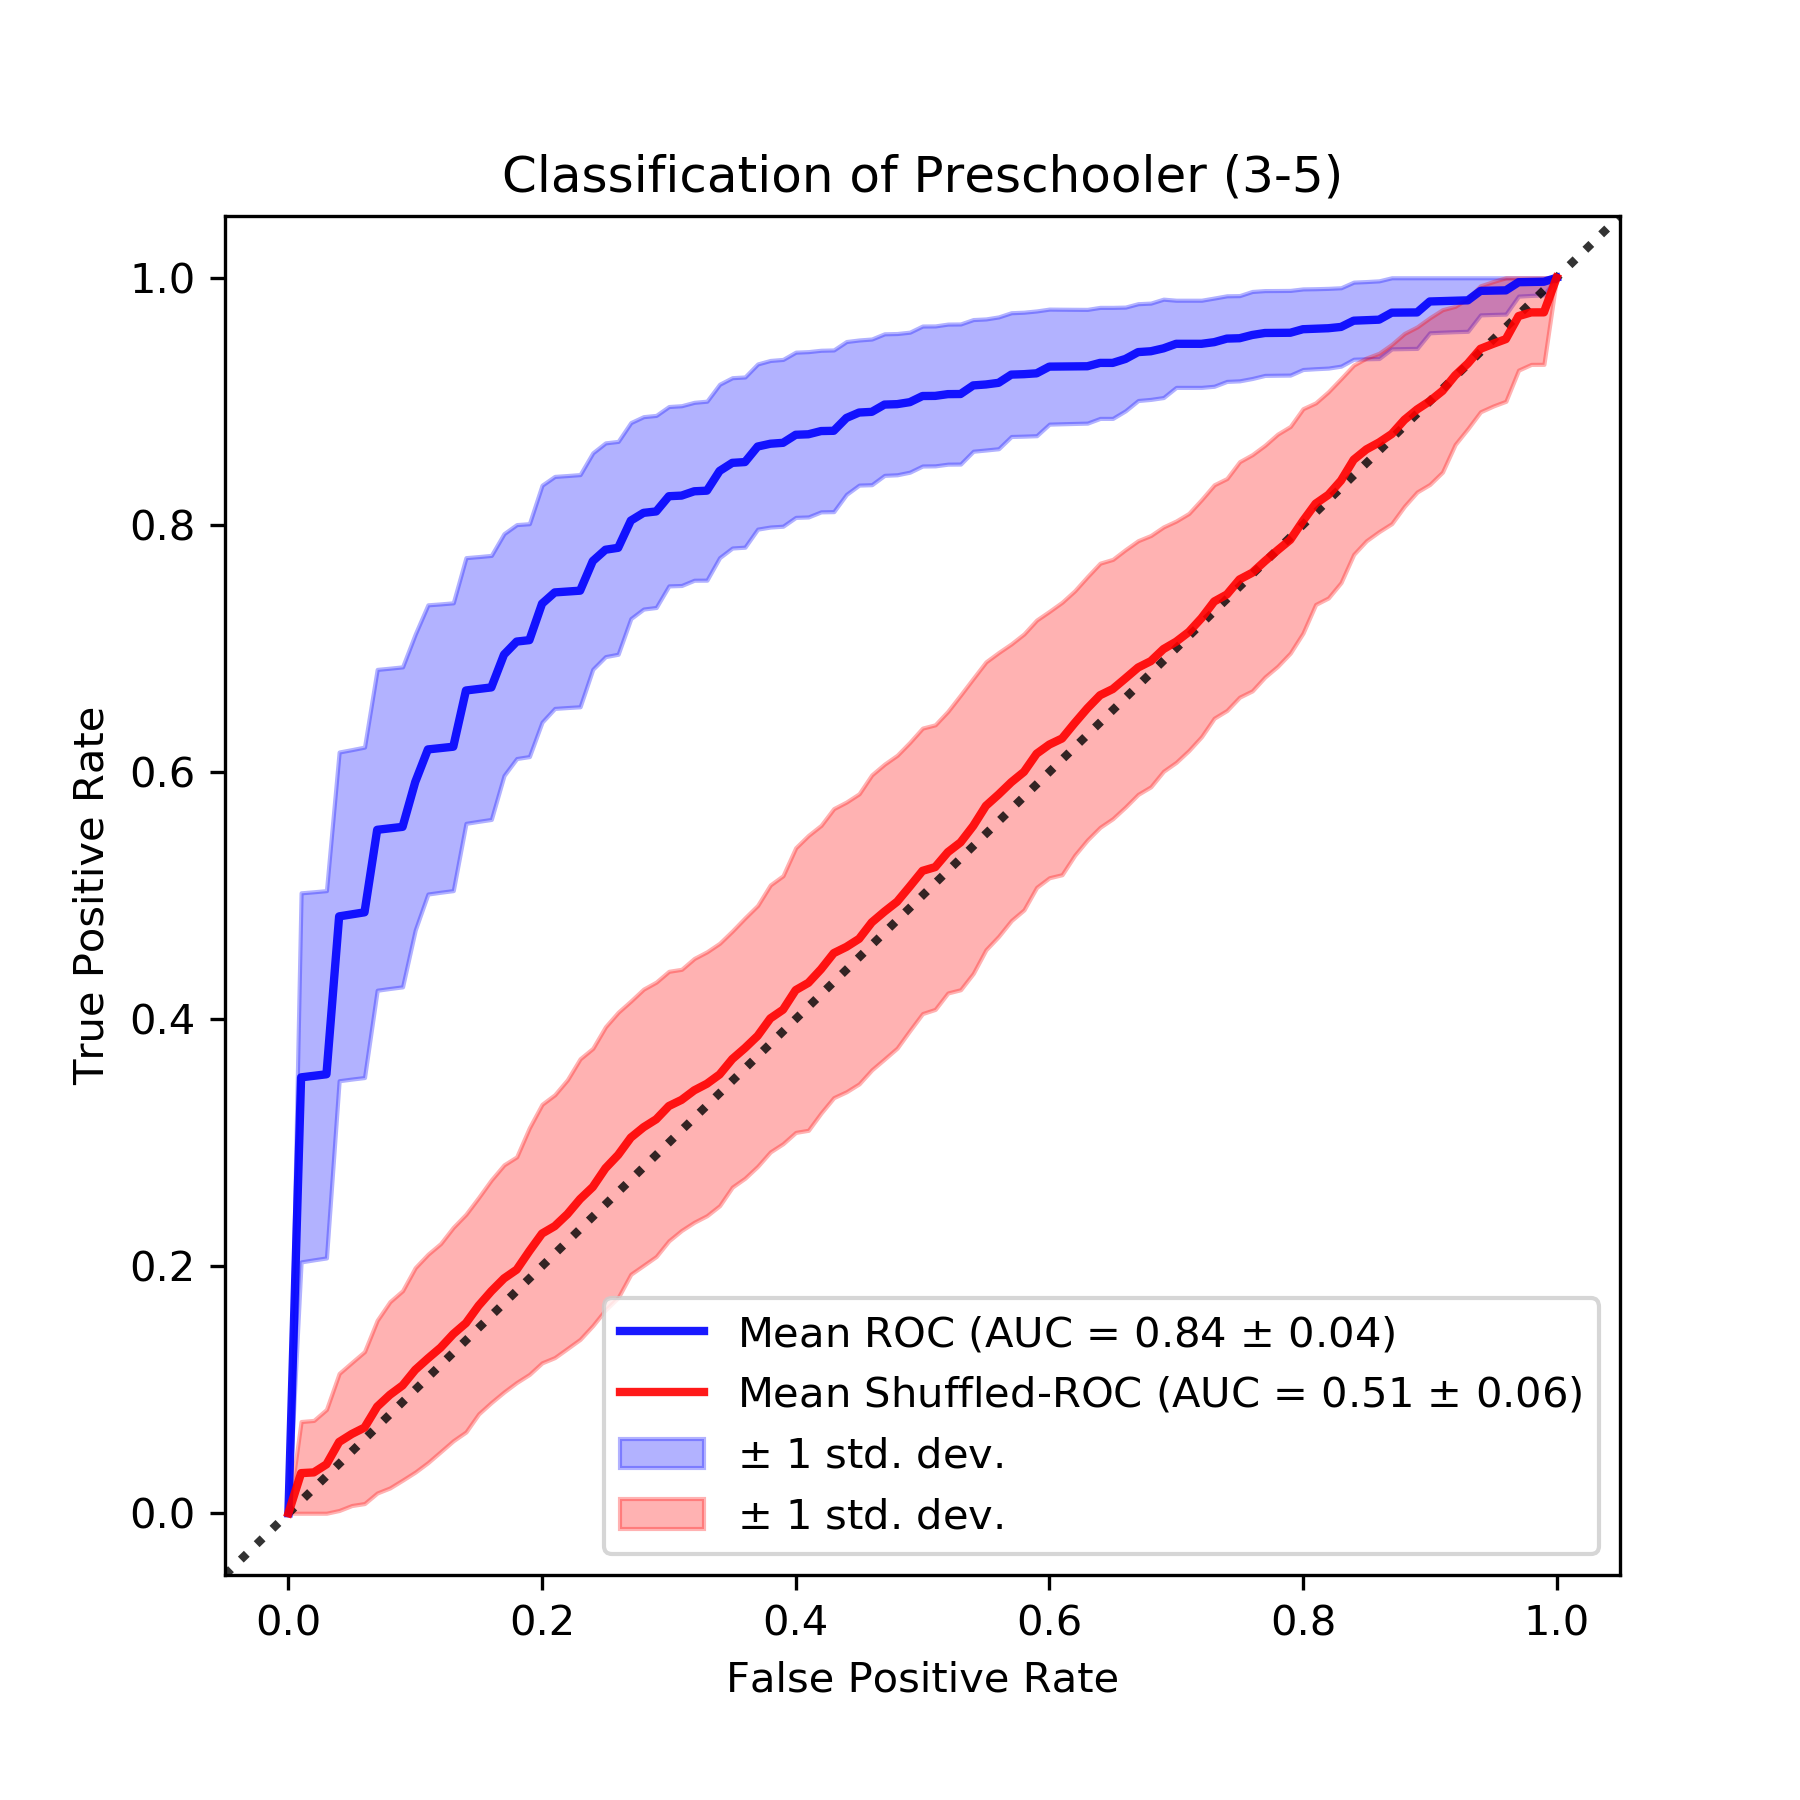 Classification of Preschooler (3-5)
1.0
0.8
0.6
0.4
0.2
0.0
True Positive Rate
Mean ROC (AUC = 0.84 ± 0.04)
Mean Shuffled-ROC (AUC = 0.51 ± 0.06)
± 1 std. dev.
± 1 std. dev.
0.0 0.2 0.4 0.6 0.8 1.0
False Positive Rate